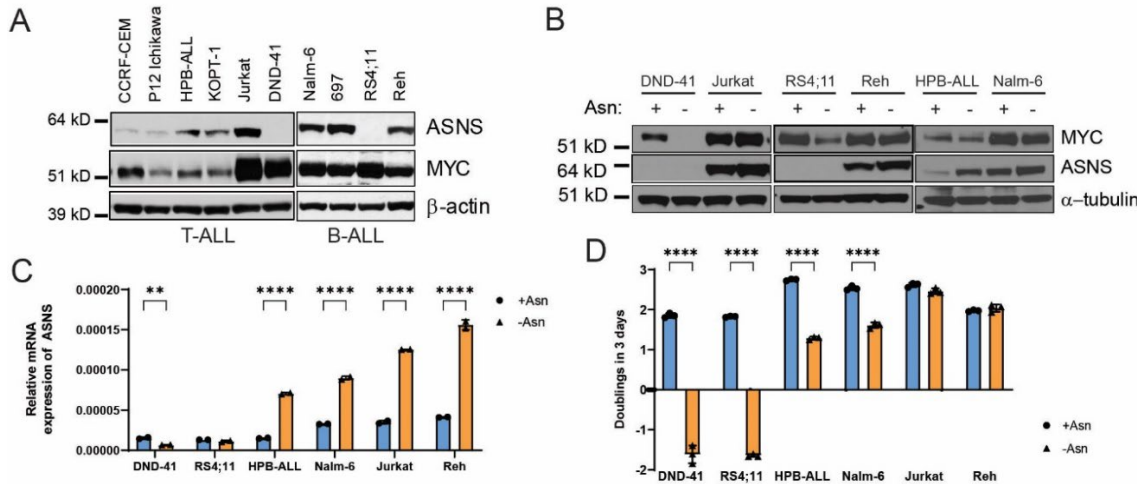 A
CCRF-CEM
P12 Ichikawa
HPB-ALL
KOPT-1
Jurkat
DND-41
Nalm-6
697
RS4;11
Reh
64 kD
ASNS
51 kD
MYC
39 kD
β-actin
T-ALL B-ALL
B
DND-41 Jurkat RS4;11 Reh HPB-ALL Nalm-6
Asn: + - + - + - + - + - + -
51 kD MYC
64 kD ASNS
51 kD α-tubulin
C
Relative mRNA
expression of ASNS
0.00020
0.00015
0.00010
0.00005
0.00000
** **** **** **** ****
+Asn
-Asn
DND-41 RS4;11 HPB-ALL Nalm-6 Jurkat Reh
D
Doublings in 3 days
**** **** **** ****
3
2
1
0
-1
-2
+Asn
-Asn
DND-41 RS4;11 HPB-ALL Nalm-6 Jurkat Reh